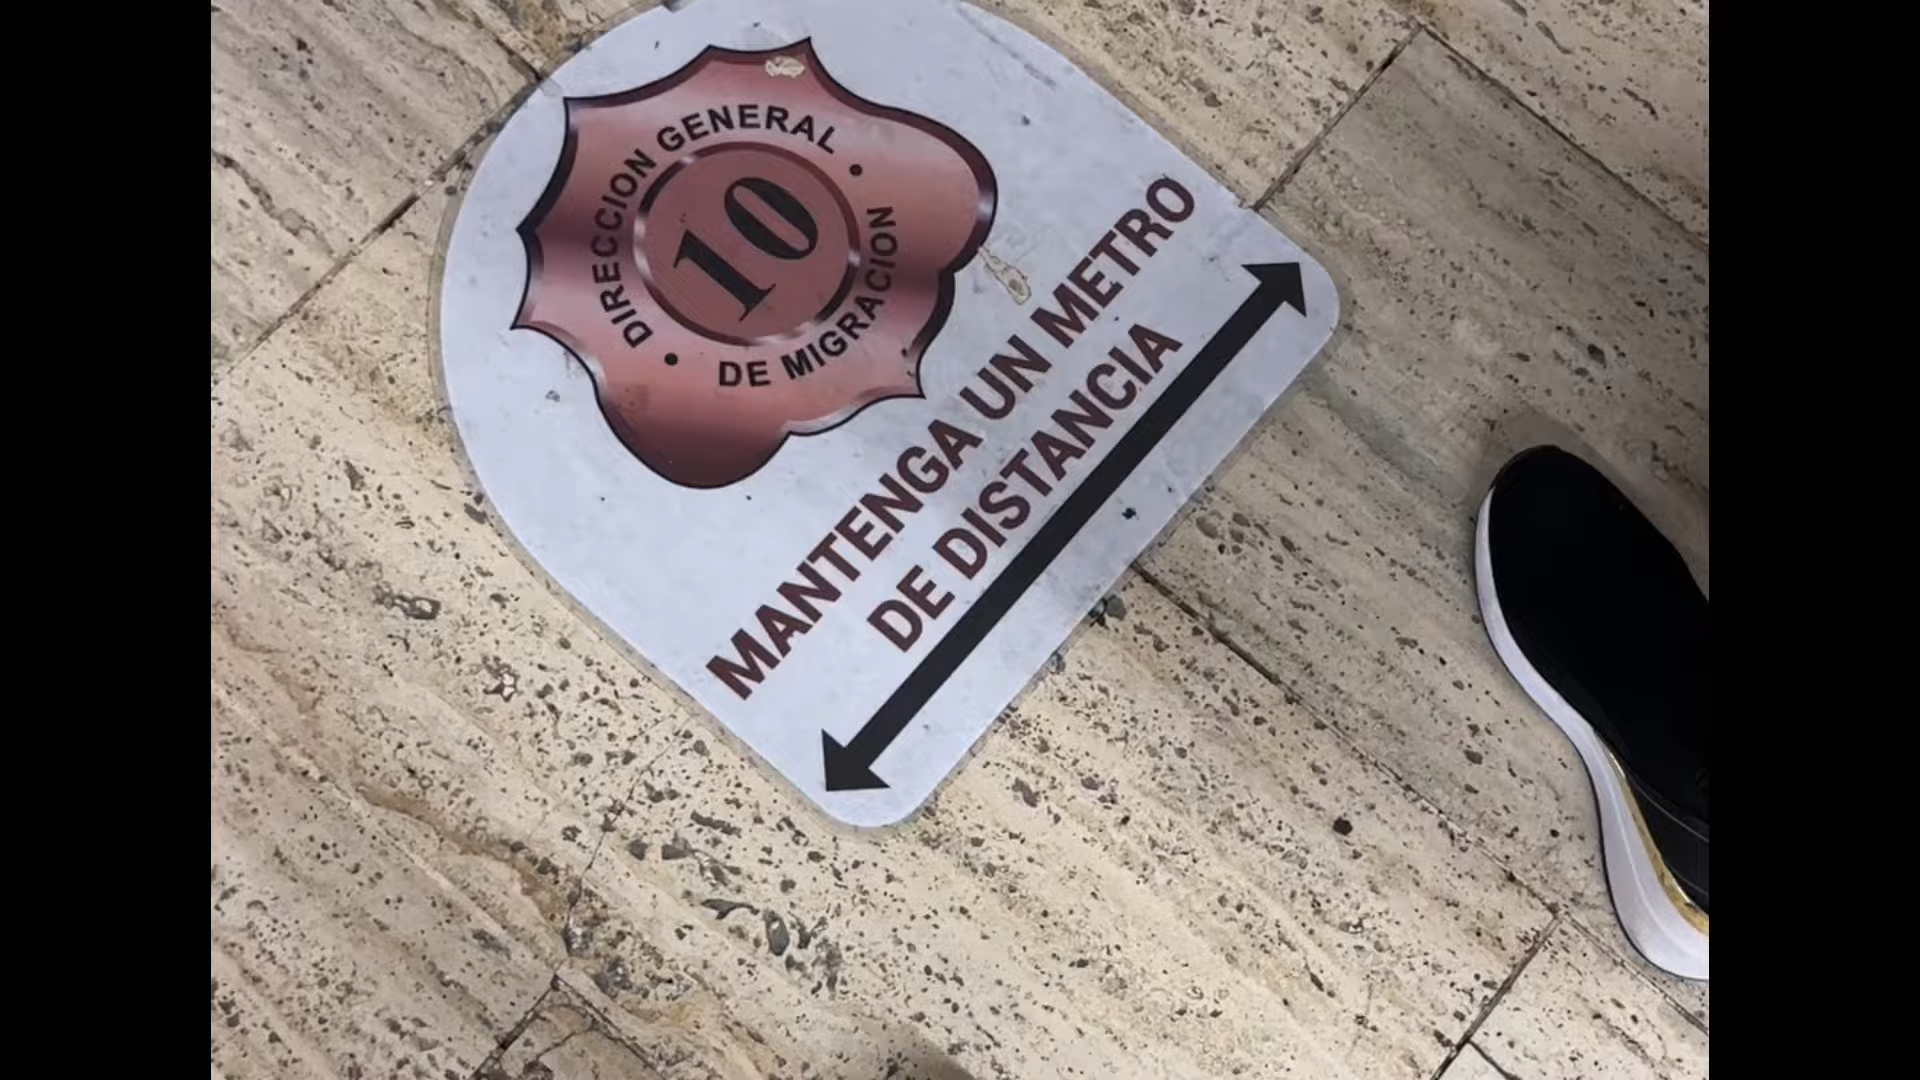 DIRECCION GENERAL
10
DE MIGRACION
MANTENGA UN METRO
DE DISTANCIA